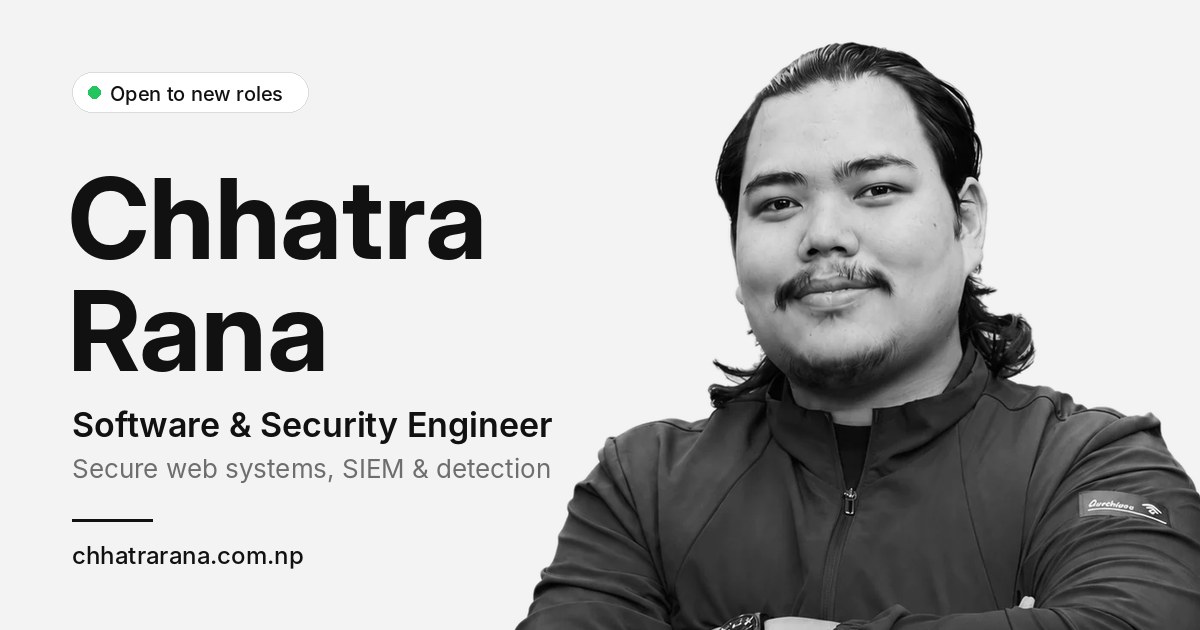 Open to new roles
Chhatra
Rana
Software & Security Engineer
Secure web systems, SIEM & detection
chhatrarana.com.np